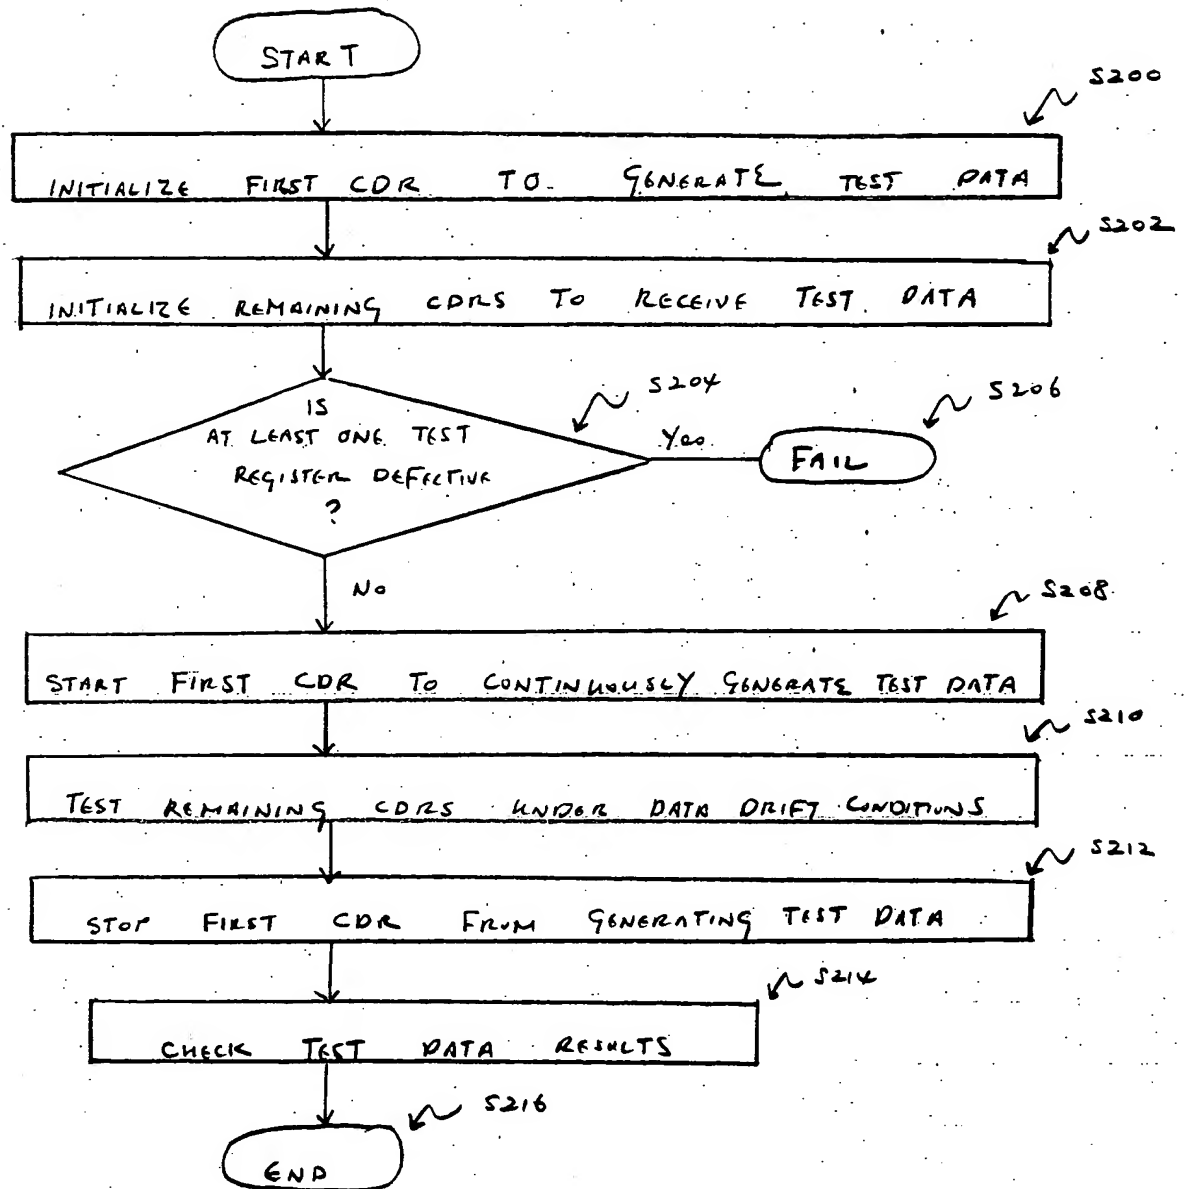 START
S200
INITIALIZE FIRST CDR TO GENERATE TEST DATA
S202
INITIALIZE REMAINING CDRS TO RECEIVE TEST DATA
S204
IS
AT LEAST ONE TEST
REGISTER DEFECTIVE
?
Yes
S206
FAIL
No
S208
START FIRST CDR TO CONTINUOUSLY GENERATE TEST DATA
S210
TEST REMAINING CDRS UNDER DATA DRIFT CONDITIONS
S212
STOP FIRST CDR FROM GENERATING TEST DATA
S214
CHECK TEST DATA RESULTS
S216
END